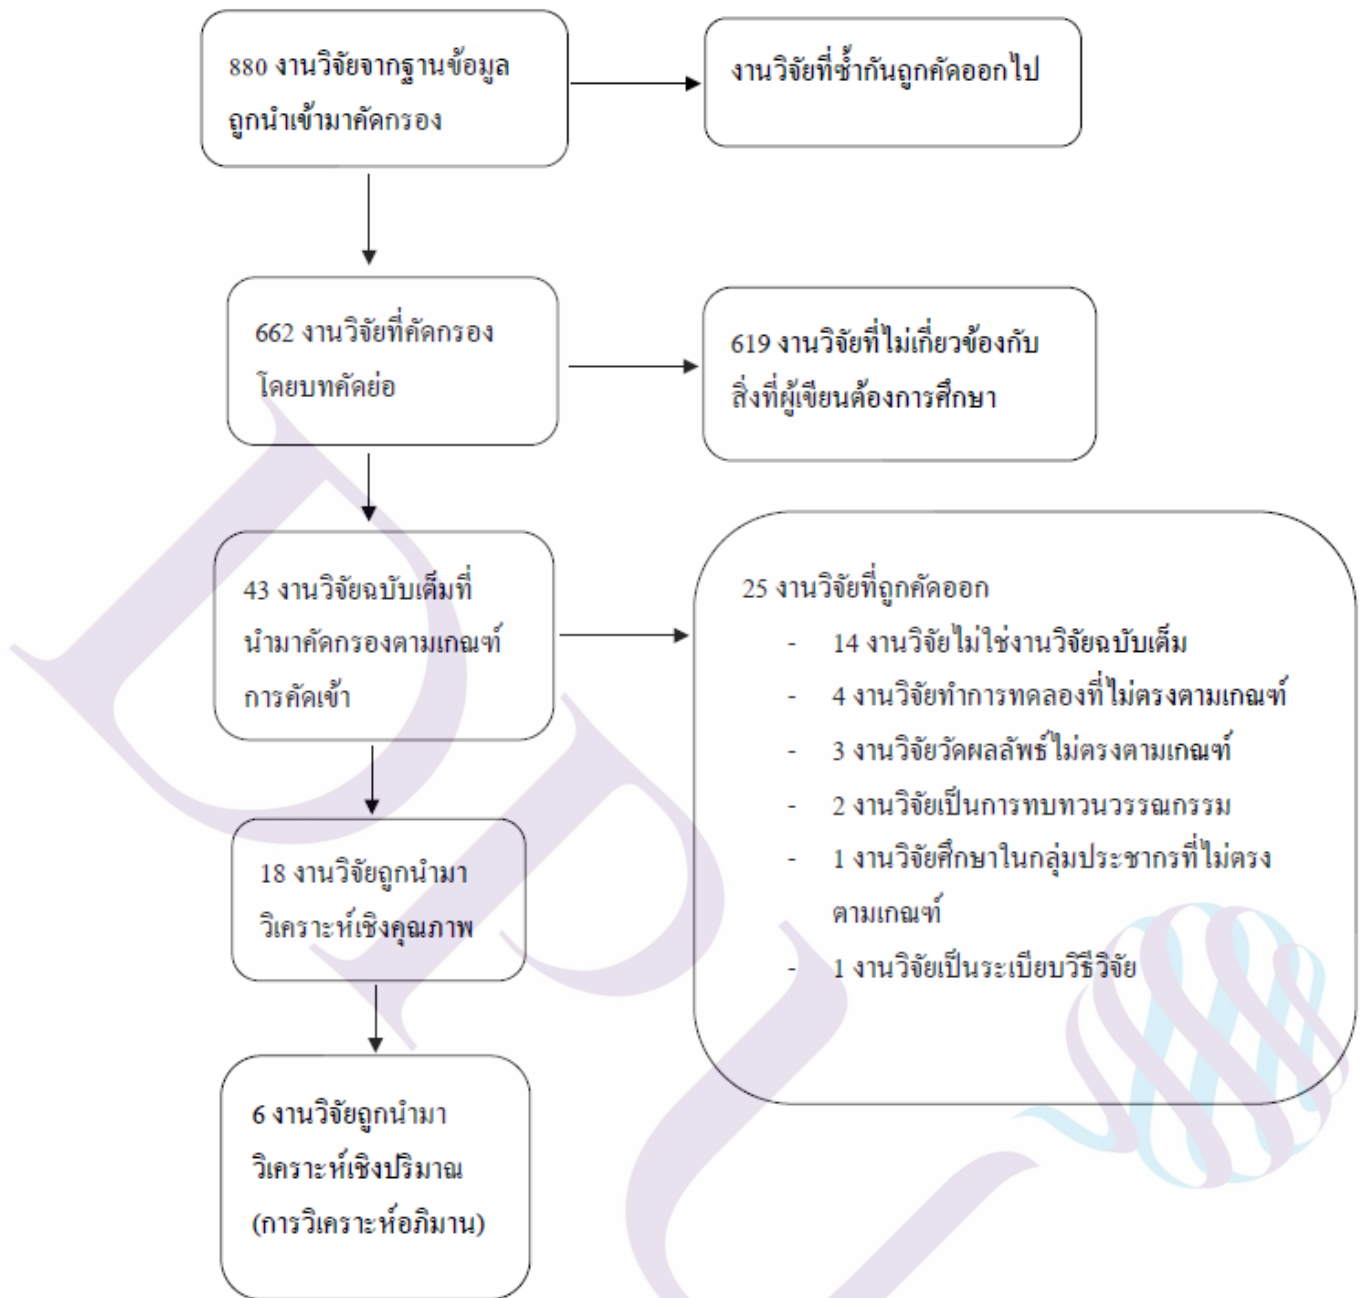 880 งานวิจัยจากฐานข้อมูล
ถูกนำเข้ามาคัดกรอง
งานวิจัยที่ซ้ำกันถูกคัดออกไป
662 งานวิจัยที่คัดกรอง
โดยบทคัดย่อ
619 งานวิจัยที่ไม่เกี่ยวข้องกับ
สิ่งที่ผู้เขียนต้องการศึกษา
43 งานวิจัยฉบับเต็มที่
นำมาคัดกรองตามเกณฑ์
การคัดเข้า
25 งานวิจัยที่ถูกคัดออก
- 14 งานวิจัยไม่ใช่งานวิจัยฉบับเต็ม
- 4 งานวิจัยทำการทดลองที่ไม่ตรงตามเกณฑ์
- 3 งานวิจัยวัดผลลัพธ์ไม่ตรงตามเกณฑ์
- 2 งานวิจัยเป็นการทบทวนวรรณกรรม
- 1 งานวิจัยศึกษาในกลุ่มประชากรที่ไม่ตรง
ตามเกณฑ์
- 1 งานวิจัยเป็นระเบียบวิธีวิจัย
18 งานวิจัยถูกนำมา
วิเคราะห์เชิงคุณภาพ
6 งานวิจัยถูกนำมา
วิเคราะห์เชิงปริมาณ
(การวิเคราะห์อภิมาน)
DPU